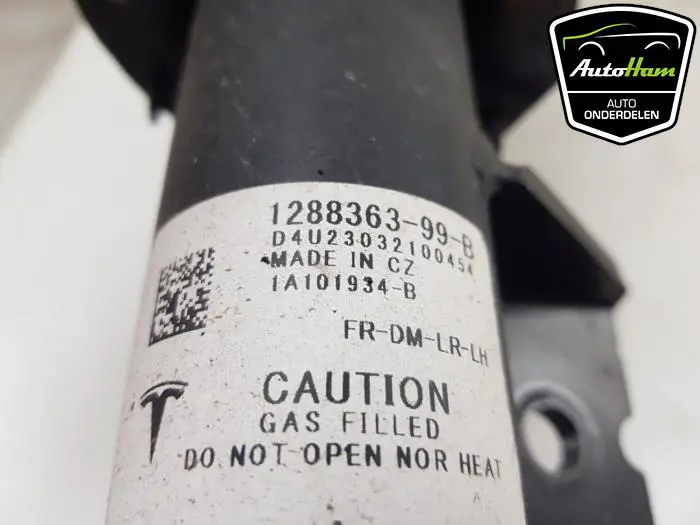 AutoHam
AUTO
ONDERDELEN
1288363-99-B
D4U23032100454
MADE IN CZ
1A101934-B
FR-DM-LR-LH
CAUTION
GAS FILLED
DO NOT OPEN NOR HEAT